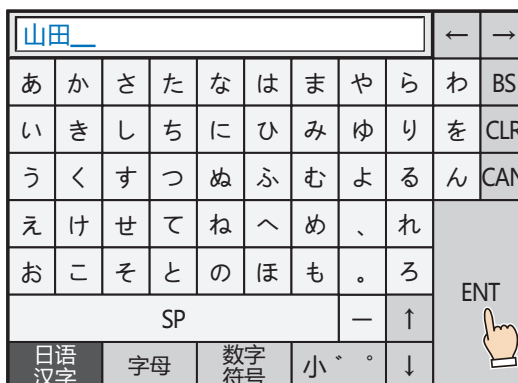 山田__ ← →
あ か さ た な は ま や ら わ BS
い き し ち に ひ み ゆ り を CLR
う く す つ ぬ ふ む よ る ん CAN
え け せ て ね へ め 、 れ
お こ そ と の ほ も 。 ろ ENT
SP — ↑
日语汉字 字母 数字符号 小゛゜ ↓